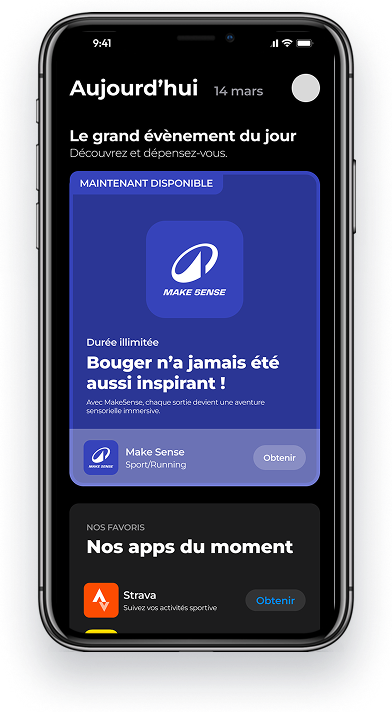 9:41
Aujourd'hui 14 mars
Le grand évènement du jour
Découvrez et dépensez-vous.
MAINTENANT DISPONIBLE
MAKE SENSE
Durée illimitée
Bouger n'a jamais été
aussi inspirant !
Avec MakeSense, chaque sortie devient une aventure
sensorielle immersive.
MAKE SENSE
Make Sense
Sport/Running
Obtenir
NOS FAVORIS
Nos apps du moment
Strava
Suivez vos activités sportive
Obtenir